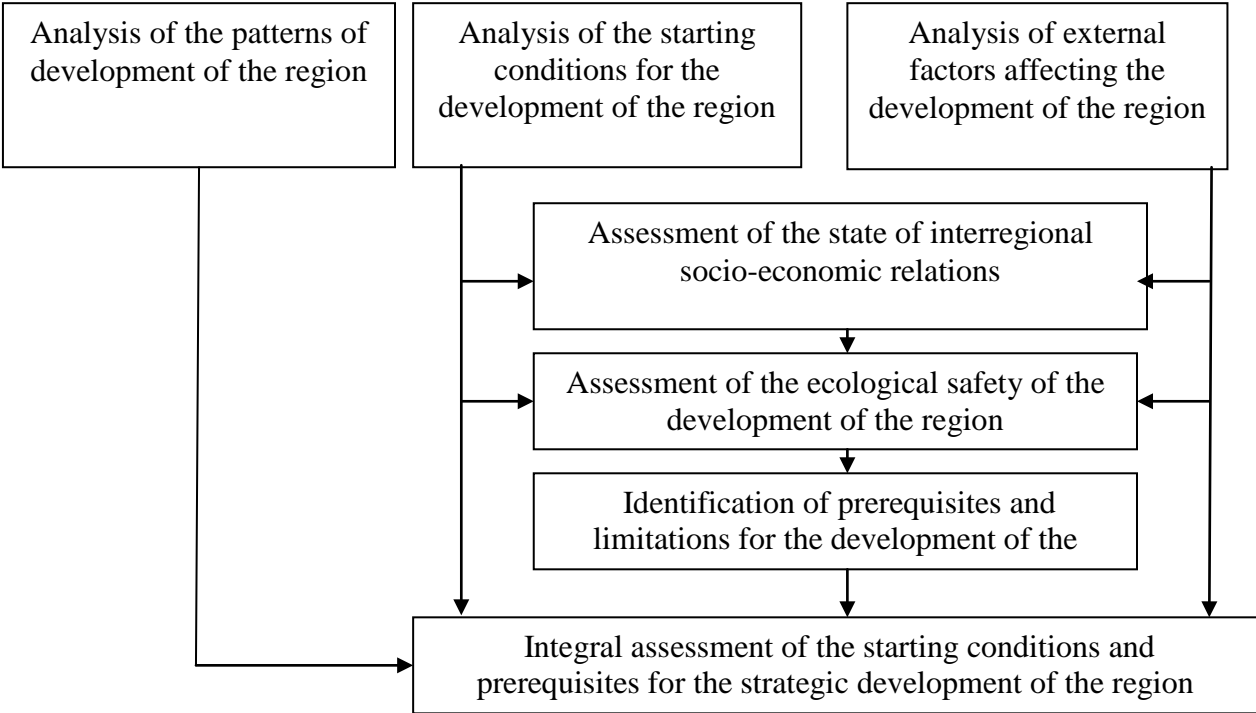 Analysis of the patterns of
development of the region
Analysis of the starting
conditions for the
development of the region
Analysis of external
factors affecting the
development of the region
Assessment of the state of interregional
socio-economic relations
Assessment of the ecological safety of the
development of the region
Identification of prerequisites and
limitations for the development of the
Integral assessment of the starting conditions and
prerequisites for the strategic development of the region